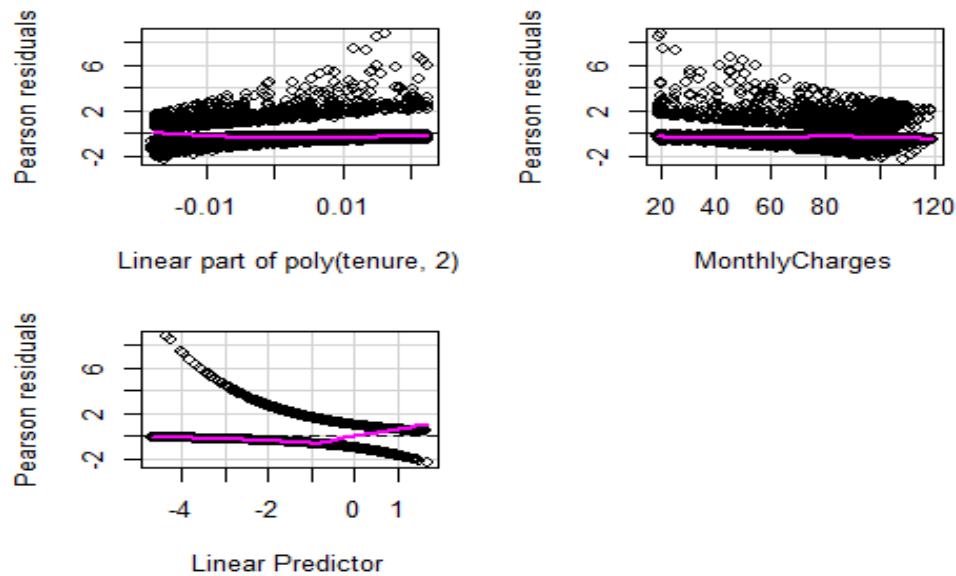 Pearson residuals
6
2
-2
-0.01 0.01
Linear part of poly(tenure, 2)
Pearson residuals
6
2
-2
20 40 60 80 120
MonthlyCharges
Pearson residuals
6
2
-2
-4 -2 0 1
Linear Predictor